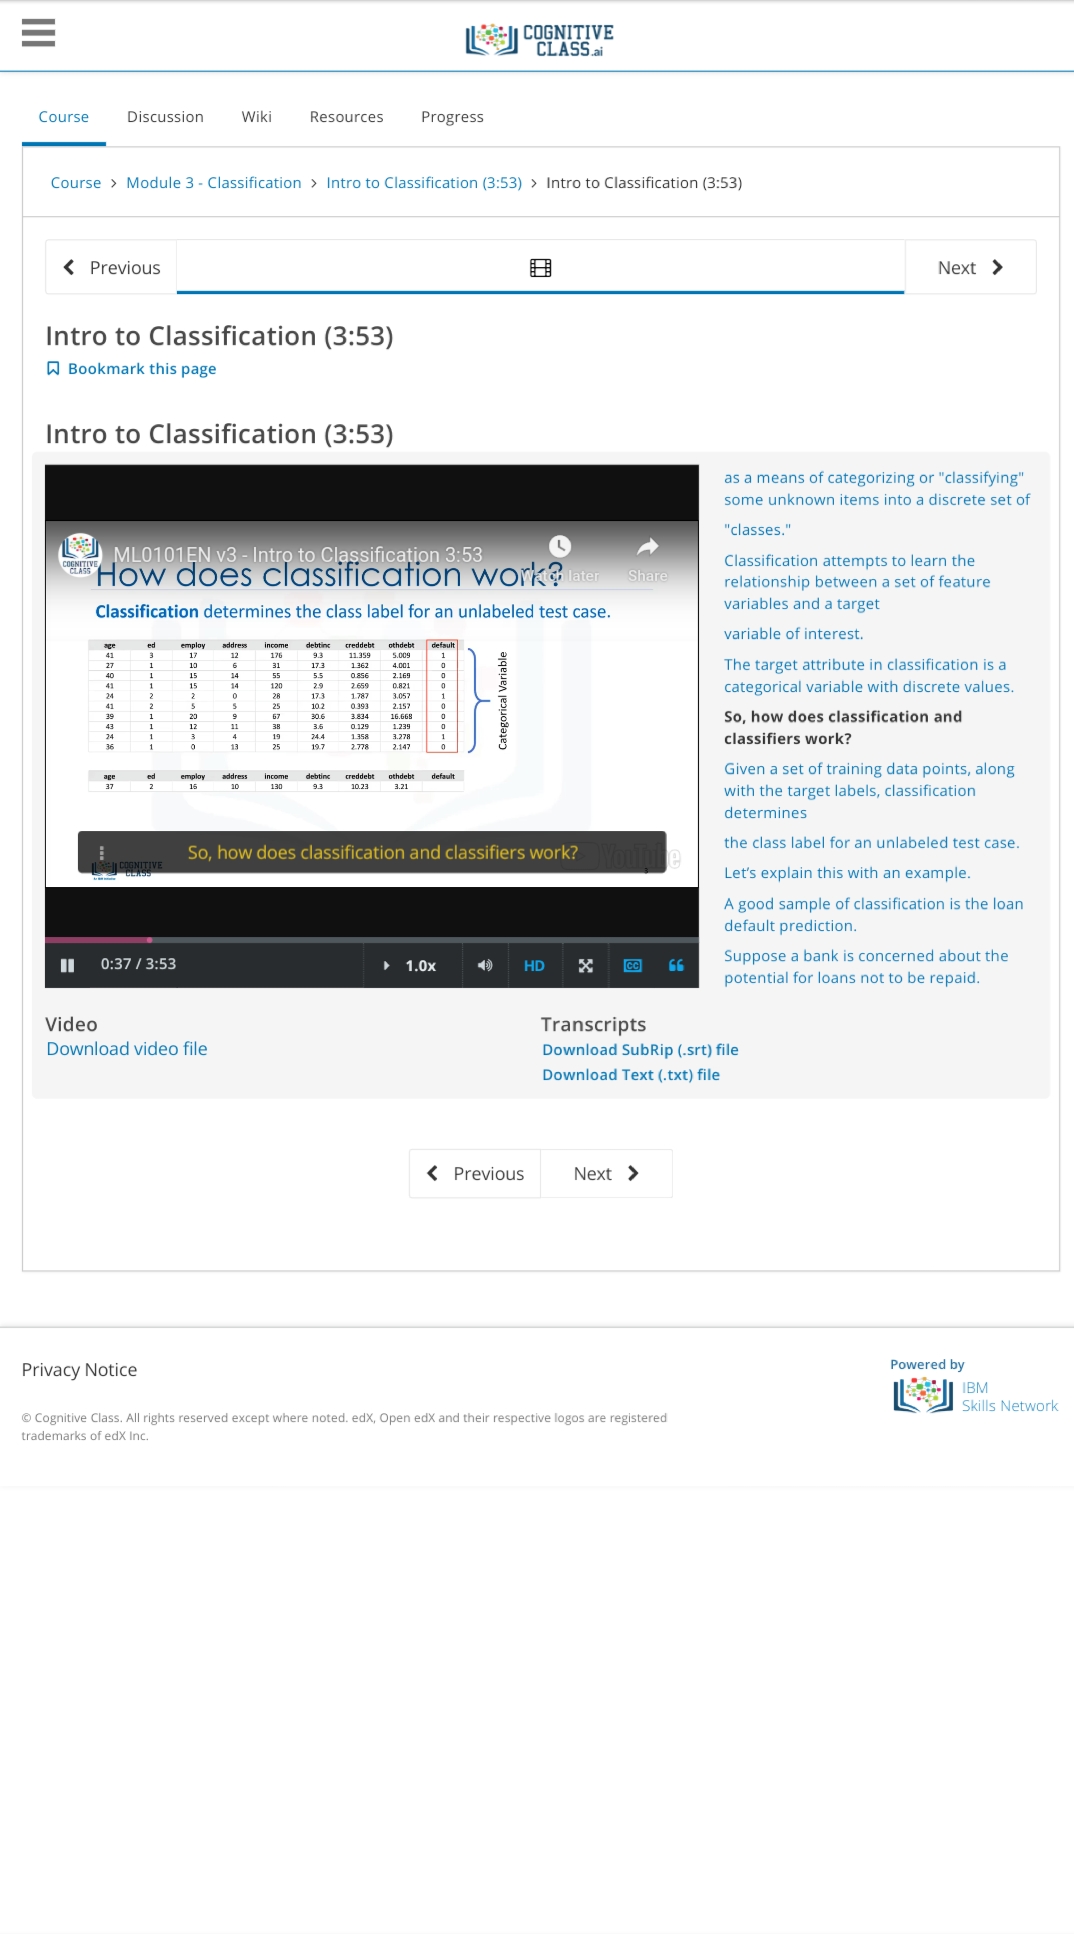 COGNITIVE
CLASS.ai
Course Discussion Wiki Resources Progress
Course > Module 3 - Classification > Intro to Classification (3:53) > Intro to Classification (3:53)
Previous Next
Intro to Classification (3:53)
Bookmark this page
Intro to Classification (3:53)
COGNITIVE
CLASS
ML0101EN v3 - Intro to Classification 3:53
Watch later Share
How does classification work?
Classification determines the class label for an unlabeled test case.
age ed employ address income debtinc creddebt othdebt default
41 3 17 12 176 9.3 11.359 5.009 1
27 1 10 6 31 17.3 1.362 4.001 0
40 1 15 14 55 5.5 0.856 2.169 0
41 1 15 14 120 2.9 2.659 0.821 0
24 2 2 0 28 17.3 1.787 3.057 1
41 2 5 5 25 10.2 0.393 2.157 0
39 1 20 9 67 30.6 3.834 16.668 0
43 1 12 11 38 3.6 0.129 1.239 0
24 1 3 4 19 24.4 1.358 3.278 1
36 1 0 13 25 19.7 2.778 2.147 0
Categorical Variable
age ed employ address income debtinc creddebt othdebt default
37 2 16 10 130 9.3 10.23 3.21
So, how does classification and classifiers work?
YouTube
COGNITIVE
CLASS
3
0:37 / 3:53 1.0x HD CC
as a means of categorizing or "classifying"
some unknown items into a discrete set of
"classes."
Classification attempts to learn the
relationship between a set of feature
variables and a target
variable of interest.
The target attribute in classification is a
categorical variable with discrete values.
So, how does classification and
classifiers work?
Given a set of training data points, along
with the target labels, classification
determines
the class label for an unlabeled test case.
Let’s explain this with an example.
A good sample of classification is the loan
default prediction.
Suppose a bank is concerned about the
potential for loans not to be repaid.
Video
Download video file
Transcripts
Download SubRip (.srt) file
Download Text (.txt) file
Previous Next
Privacy Notice
© Cognitive Class. All rights reserved except where noted. edX, Open edX and their respective logos are registered
trademarks of edX Inc.
Powered by
IBM
Skills Network